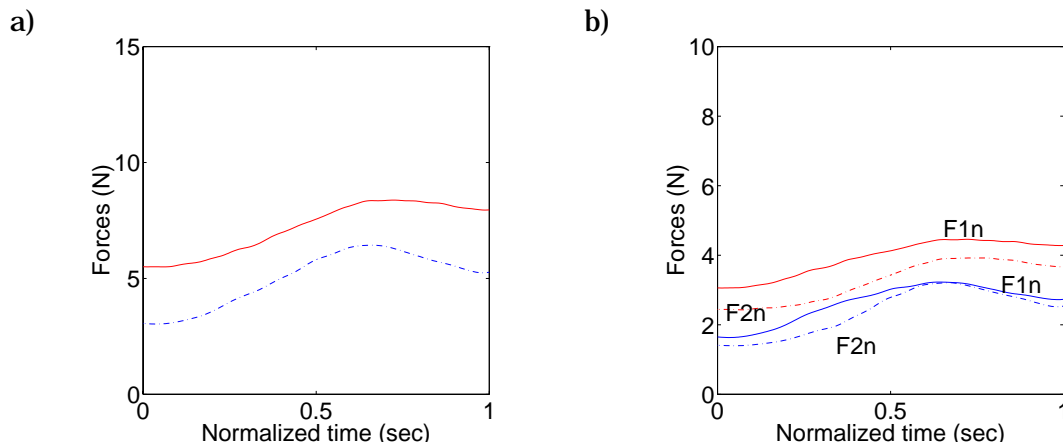 a)
15
10
5
0
Forces (N)
0 0.5 1
Normalized time (sec)
b)
10
8
6
4
2
0
Forces (N)
F1n
F1n
F2n
F2n
0 0.5 1
Normalized time (sec)